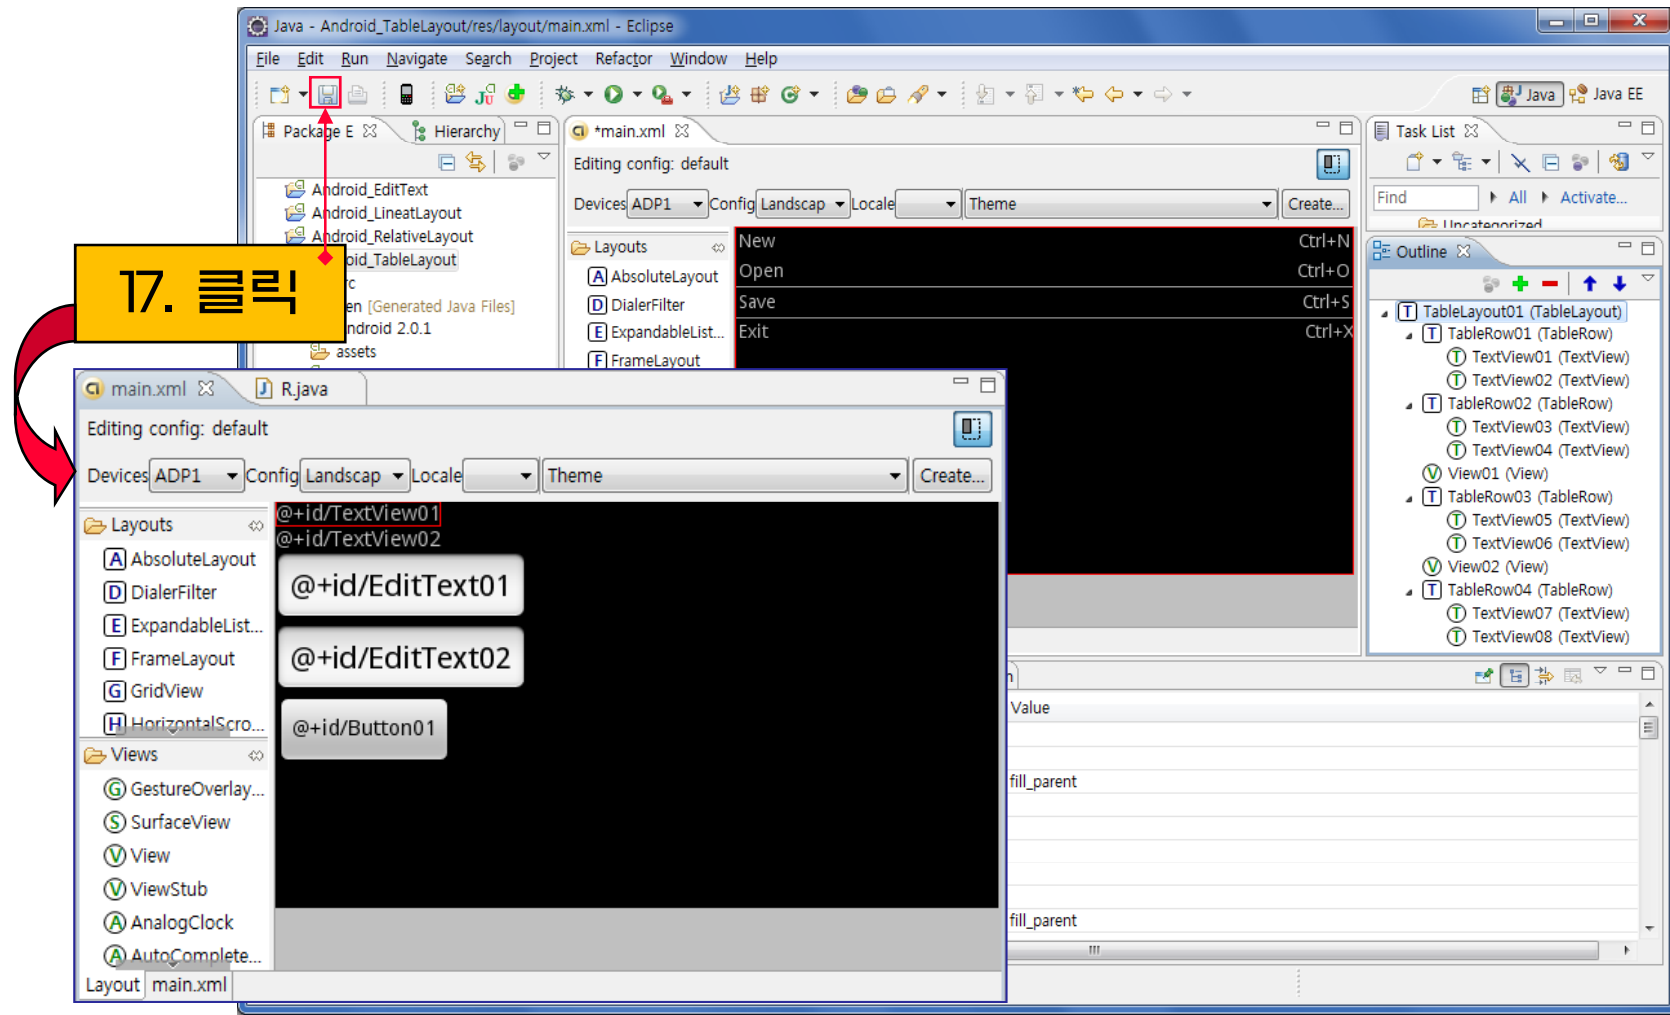 Java - Android_TableLayout/res/layout/main.xml - Eclipse
File Edit Run Navigate Search Project Refactor Window Help
Java Java EE
Package E Hierarchy
Android_EditText
Android_LineatLayout
Android_RelativeLayout
oid_TableLayout
rc
en [Generated Java Files]
ndroid 2.0.1
assets
17. 클릭
*main.xml
Editing config: default
Devices ADP1 Config Landscap Locale Theme Create...
Layouts
AbsoluteLayout
DialerFilter
ExpandableList...
FrameLayout
New Ctrl+N
Open Ctrl+O
Save Ctrl+S
Exit Ctrl+X
Task List
Find All Activate...
Uncategorized
Outline
TableLayout01 (TableLayout)
TableRow01 (TableRow)
TextView01 (TextView)
TextView02 (TextView)
TableRow02 (TableRow)
TextView03 (TextView)
TextView04 (TextView)
View01 (View)
TableRow03 (TableRow)
TextView05 (TextView)
TextView06 (TextView)
View02 (View)
TableRow04 (TableRow)
TextView07 (TextView)
TextView08 (TextView)
Value
fill_parent
fill_parent
main.xml R.java
Editing config: default
Devices ADP1 Config Landscap Locale Theme Create...
Layouts
AbsoluteLayout
DialerFilter
ExpandableList...
FrameLayout
GridView
HorizontalScro...
Views
GestureOverlay...
SurfaceView
View
ViewStub
AnalogClock
AutoComplete...
@+id/TextView01
@+id/TextView02
@+id/EditText01
@+id/EditText02
@+id/Button01
Layout main.xml